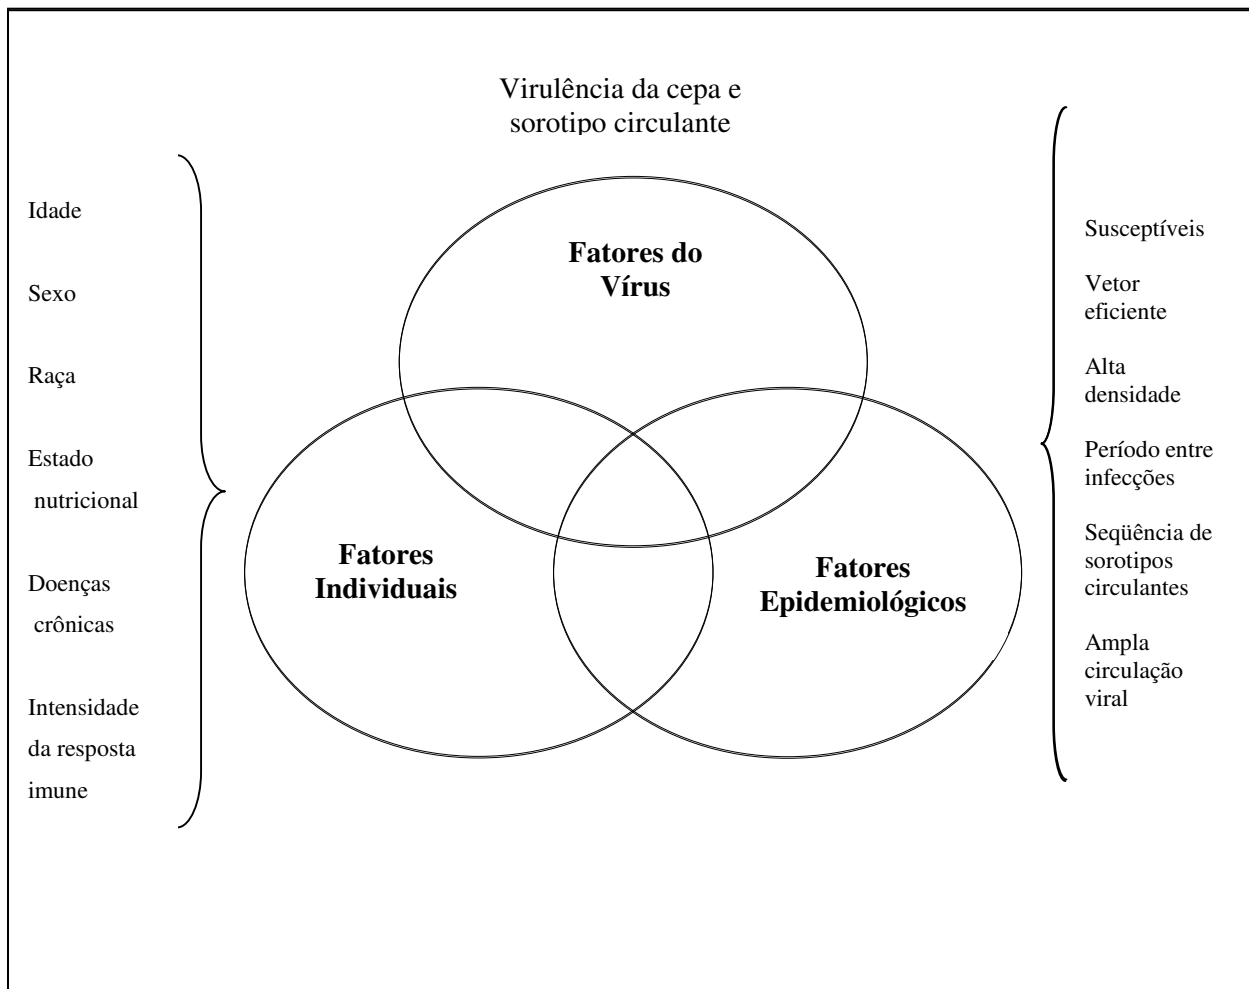 Virulência da cepa e
sorotipo circulante
Idade
Sexo
Raça
Estado
nutricional
Doenças
crônicas
Intensidade
da resposta
imune
Fatores do
Vírus
Fatores
Individuais
Fatores
Epidemiológicos
Susceptíveis
Vetor
eficiente
Alta
densidade
Período entre
infecções
Seqüência de
sorotipos
circulantes
Ampla
circulação
viral